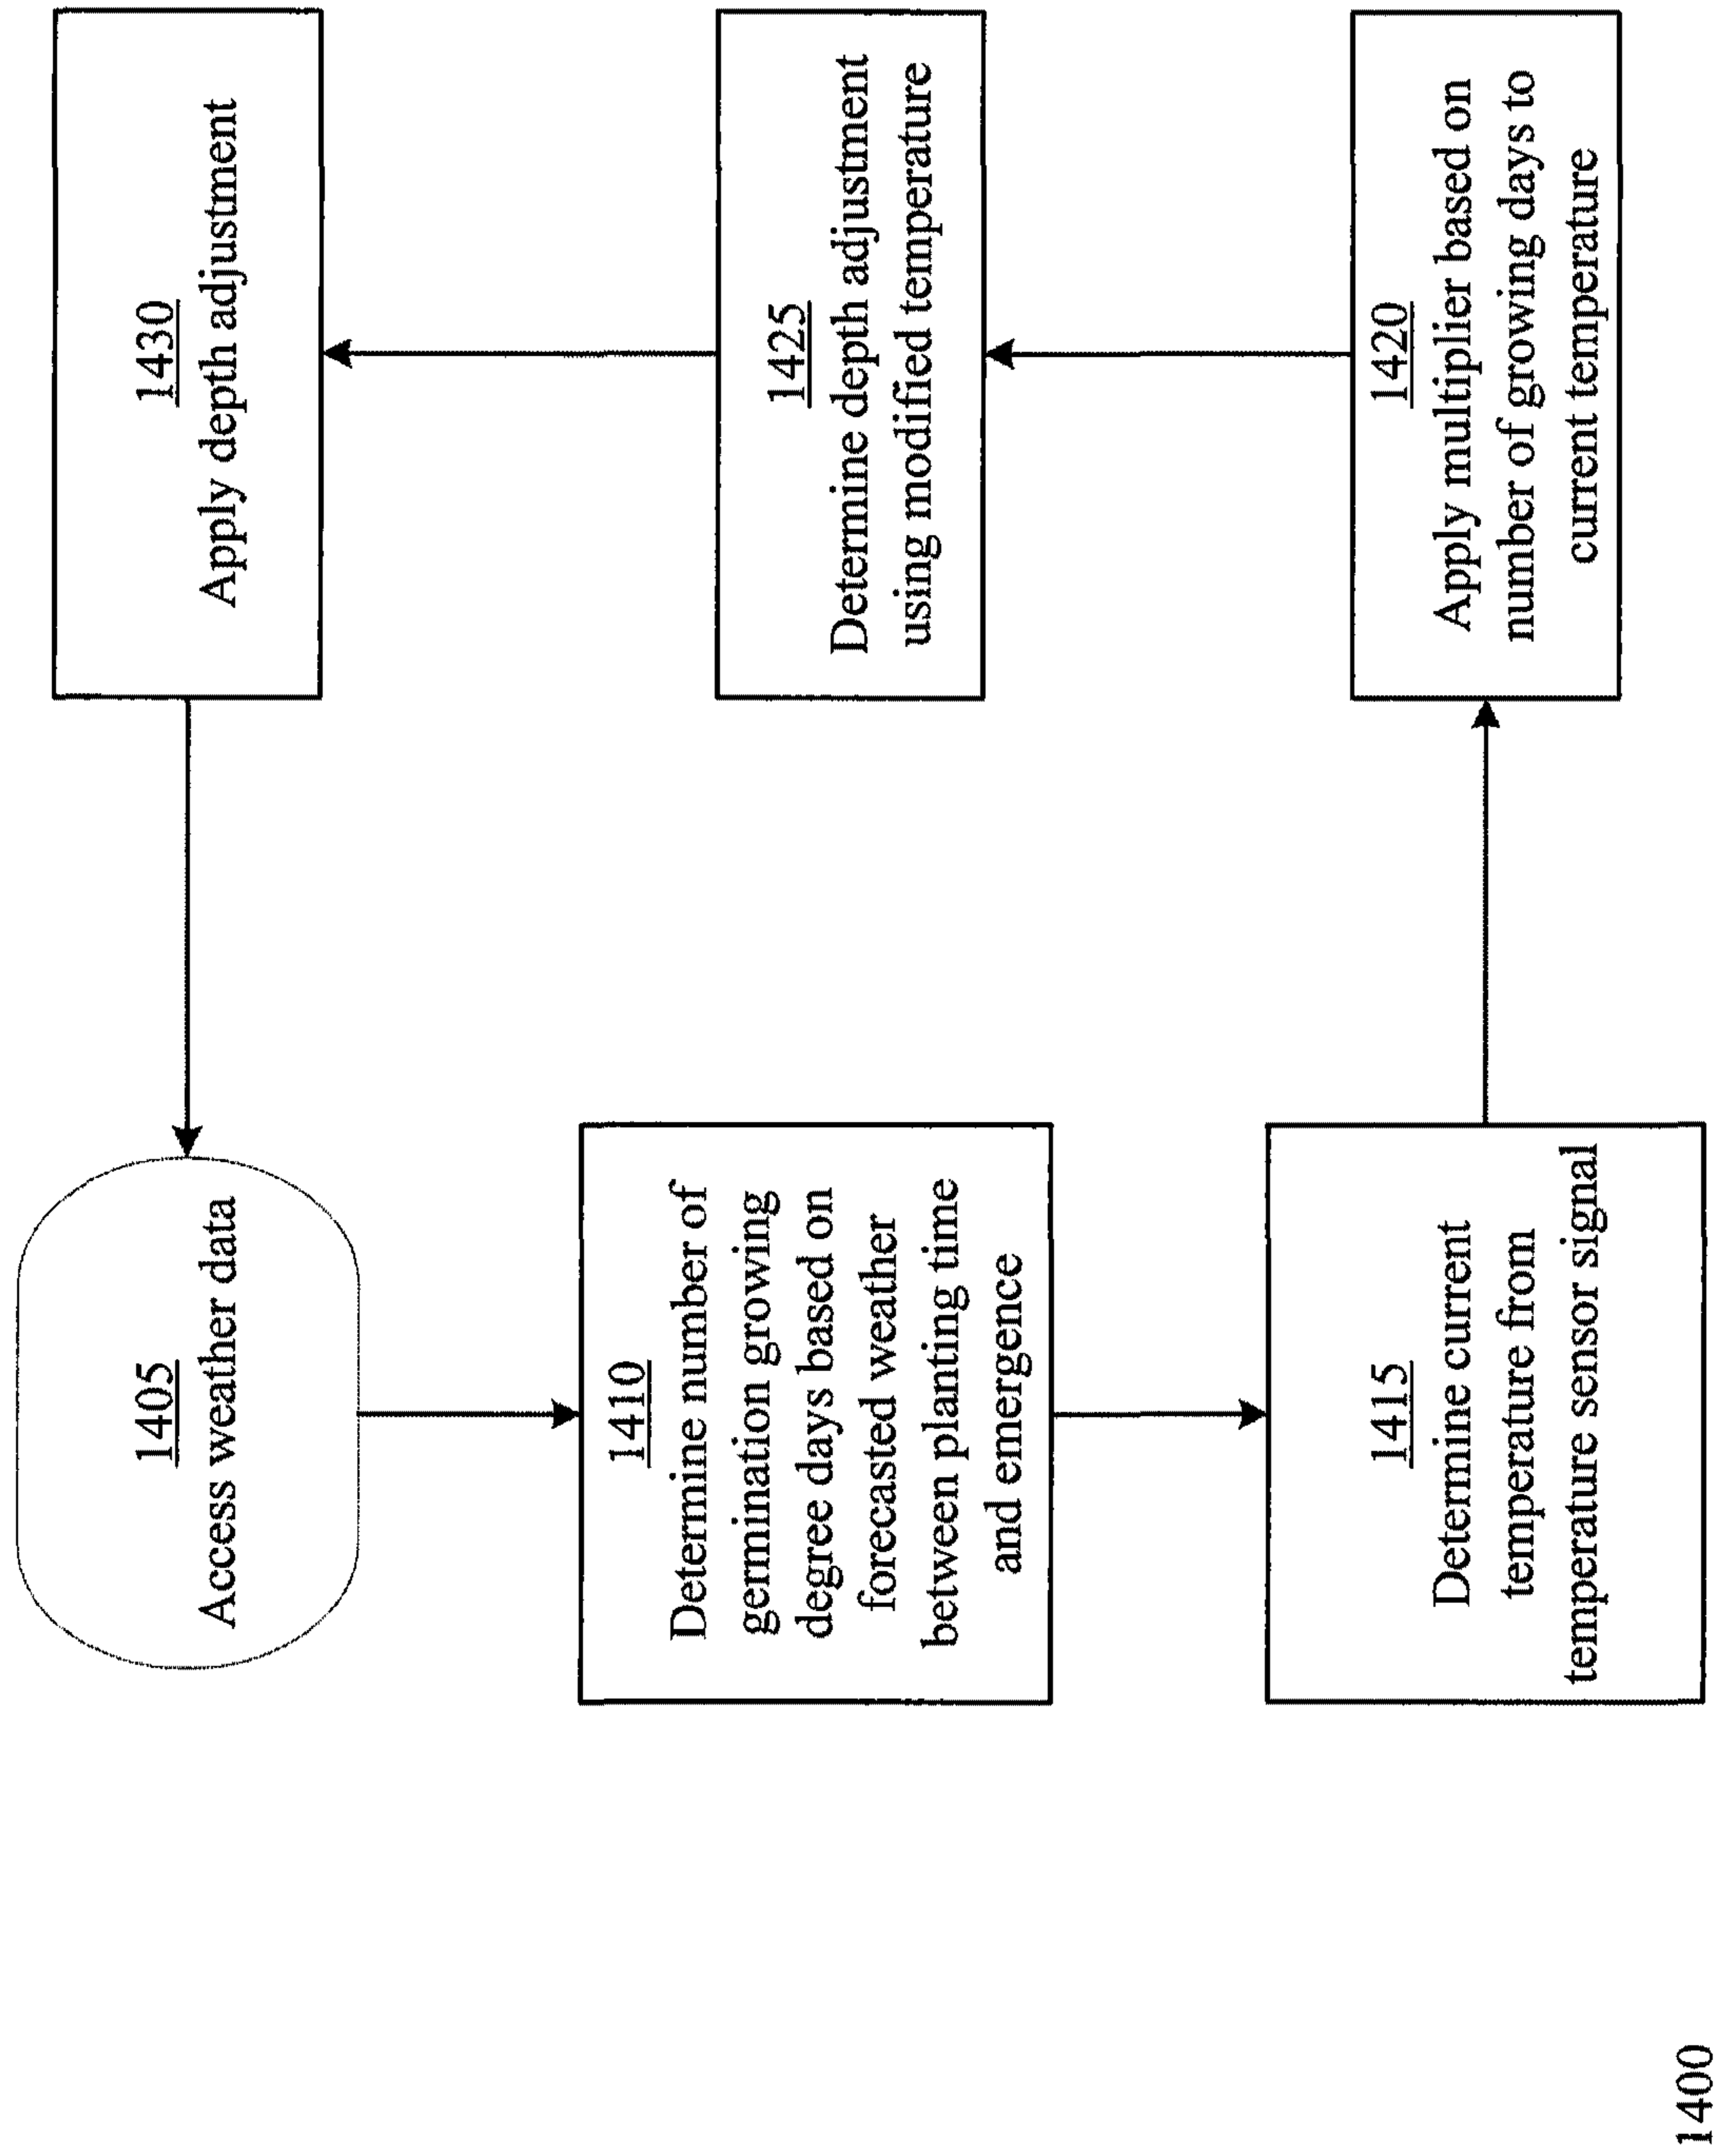 1405
Access weather data
1410
Determine number of
germination growing
degree days based on
forecasted weather
between planting time
and emergence
1415
Determine current
temperature from
temperature sensor signal
1420
Apply multiplier based on
number of growing days to
current temperature
1425
Determine depth adjustment
using modified temperature
1430
Apply depth adjustment
1400